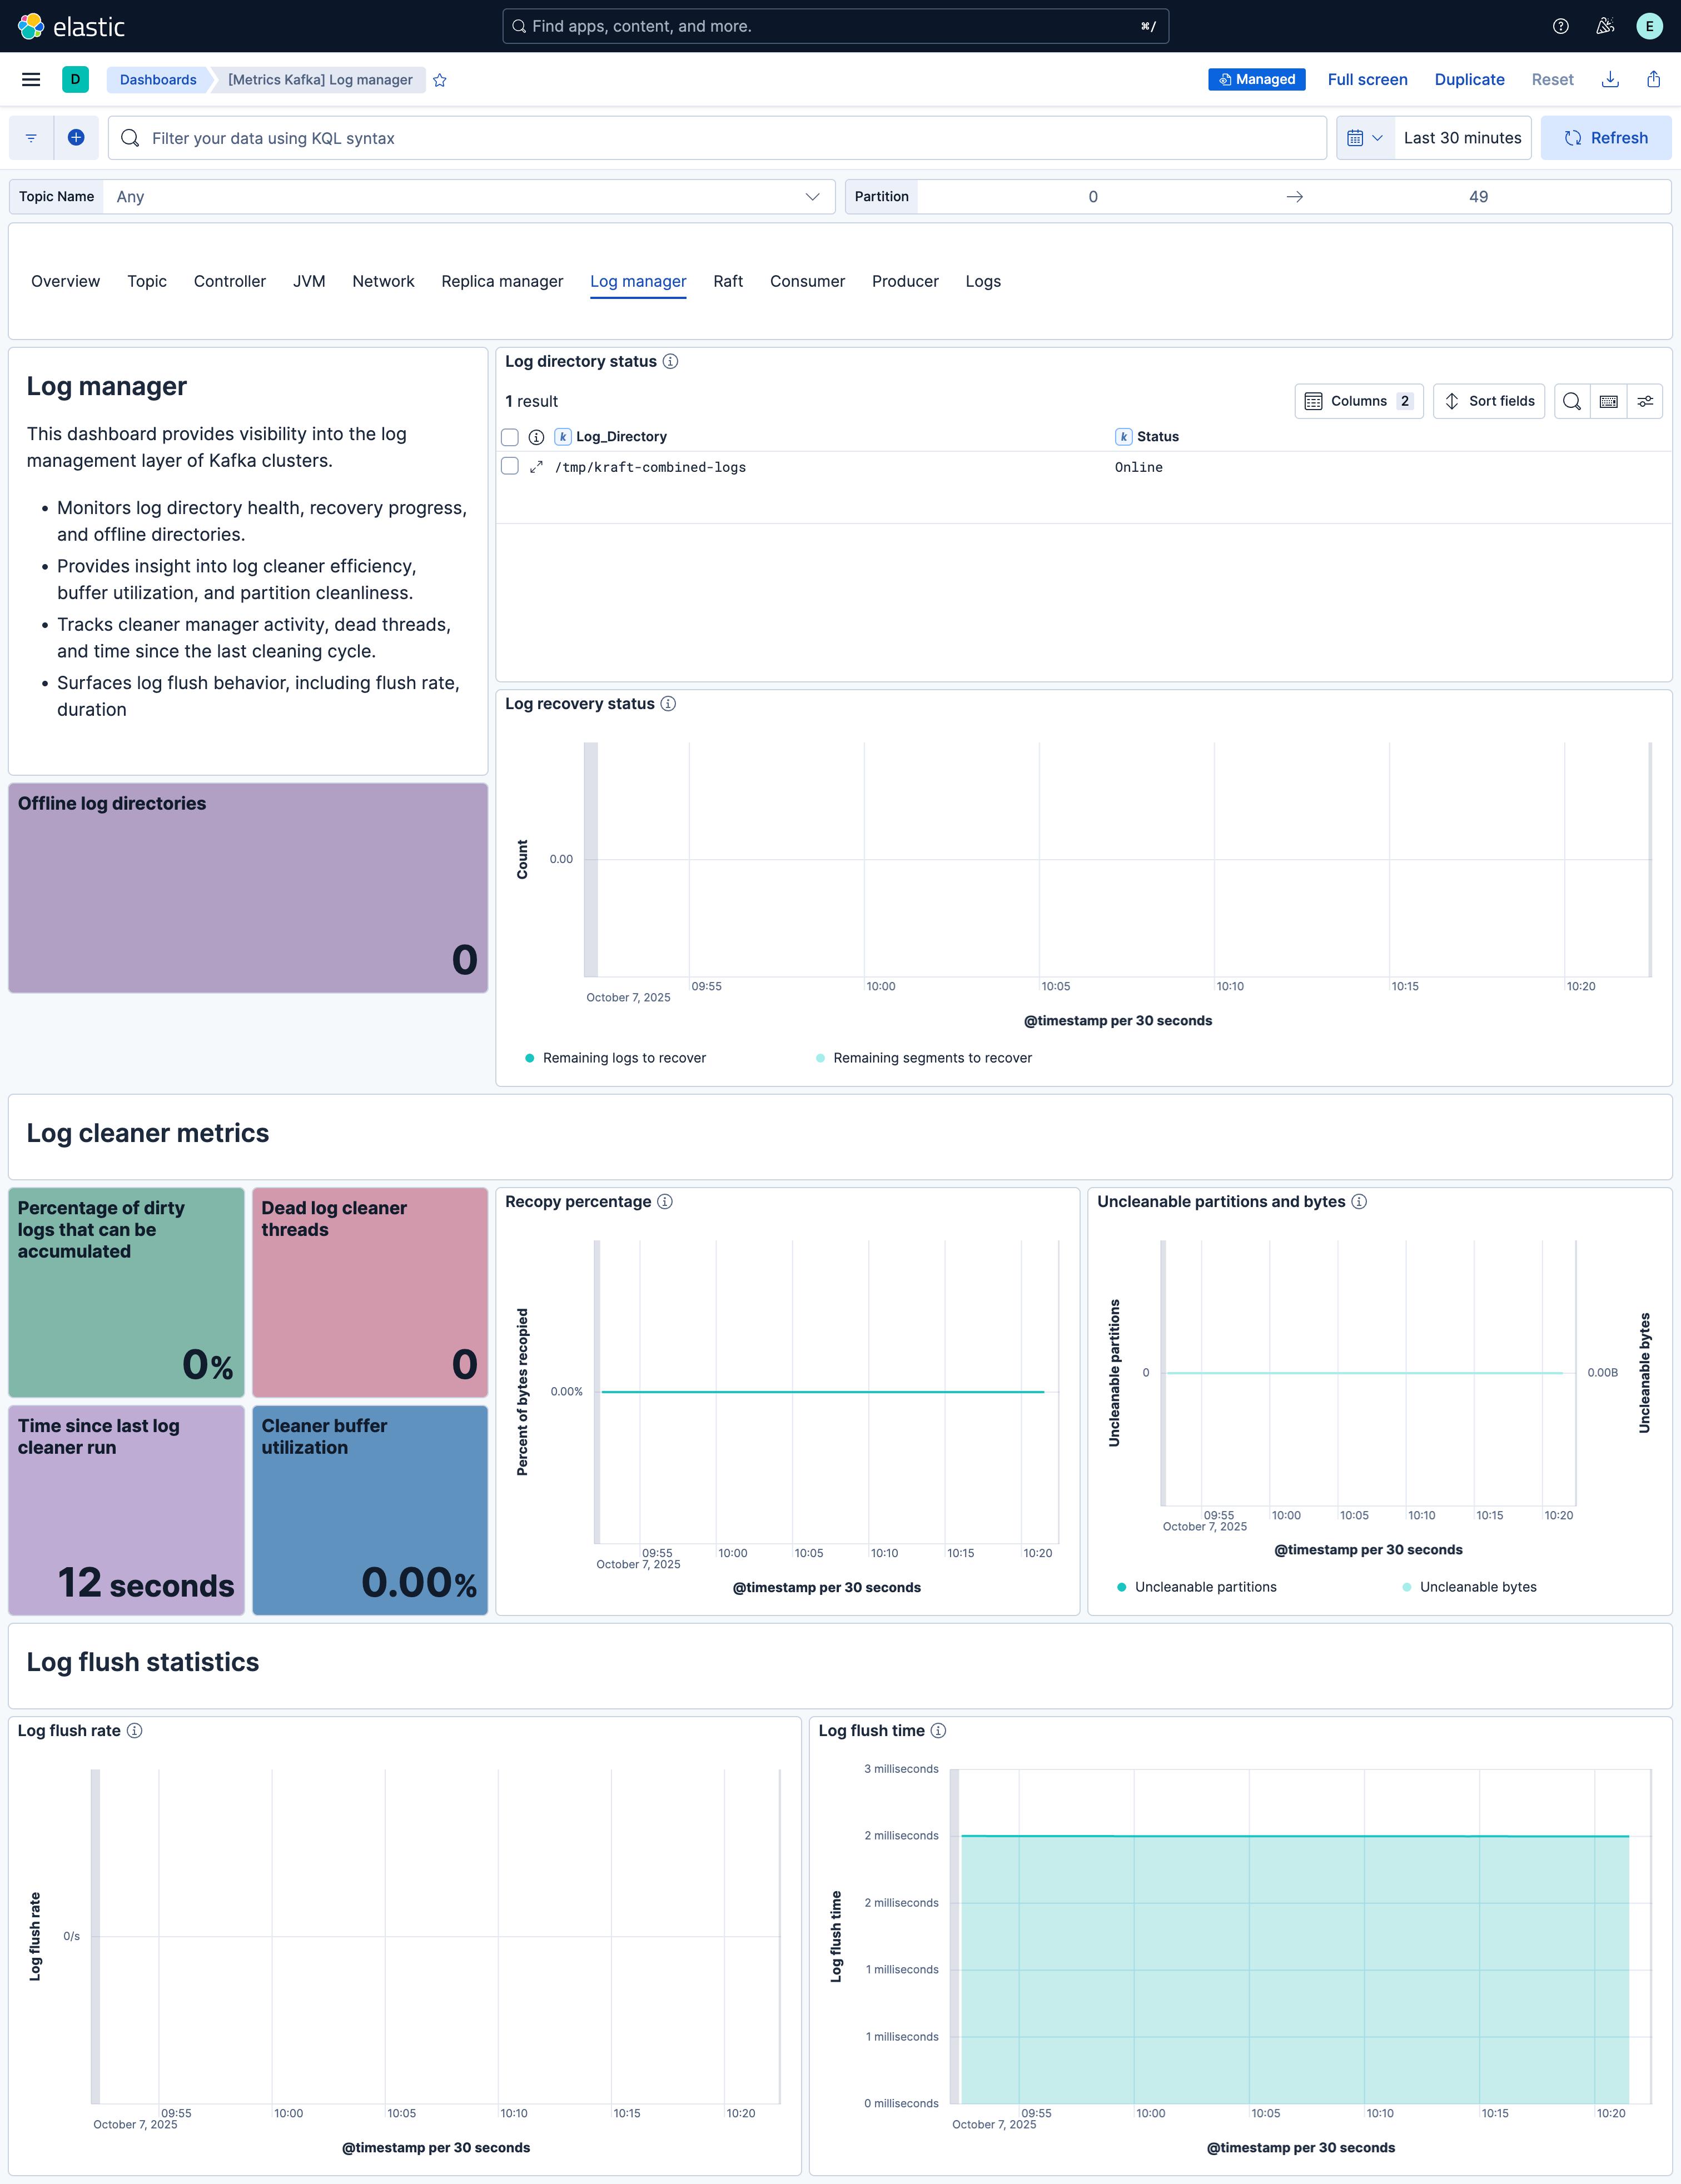 elastic
Find apps, content, and more.
⌘/
E
D
Dashboards
[Metrics Kafka] Log manager
Managed
Full screen
Duplicate
Reset
Filter your data using KQL syntax
Last 30 minutes
Refresh
Topic Name
Any
Partition
0
→
49
Overview
Topic
Controller
JVM
Network
Replica manager
Log manager
Raft
Consumer
Producer
Logs
Log manager
This dashboard provides visibility into the log
management layer of Kafka clusters.
• Monitors log directory health, recovery progress,
and offline directories.
• Provides insight into log cleaner efficiency,
buffer utilization, and partition cleanliness.
• Tracks cleaner manager activity, dead threads,
and time since the last cleaning cycle.
• Surfaces log flush behavior, including flush rate,
duration
Log directory status
1 result
Columns 2
Sort fields
k Log_Directory
k Status
/tmp/kraft-combined-logs
Online
Offline log directories
0
Log recovery status
Count
0.00
09:55
10:00
10:05
10:10
10:15
10:20
October 7, 2025
@timestamp per 30 seconds
Remaining logs to recover
Remaining segments to recover
Log cleaner metrics
Percentage of dirty
logs that can be
accumulated
0%
Dead log cleaner
threads
0
Time since last log
cleaner run
12 seconds
Cleaner buffer
utilization
0.00%
Recopy percentage
Percent of bytes recopied
0.00%
09:55
10:00
10:05
10:10
10:15
10:20
October 7, 2025
@timestamp per 30 seconds
Uncleanable partitions and bytes
Uncleanable partitions
0
0.00B
Uncleanable bytes
09:55
10:00
10:05
10:10
10:15
10:20
October 7, 2025
@timestamp per 30 seconds
Uncleanable partitions
Uncleanable bytes
Log flush statistics
Log flush rate
Log flush rate
0/s
09:55
10:00
10:05
10:10
10:15
10:20
October 7, 2025
@timestamp per 30 seconds
Log flush time
Log flush time
3 milliseconds
2 milliseconds
2 milliseconds
1 milliseconds
1 milliseconds
0 milliseconds
09:55
10:00
10:05
10:10
10:15
10:20
October 7, 2025
@timestamp per 30 seconds